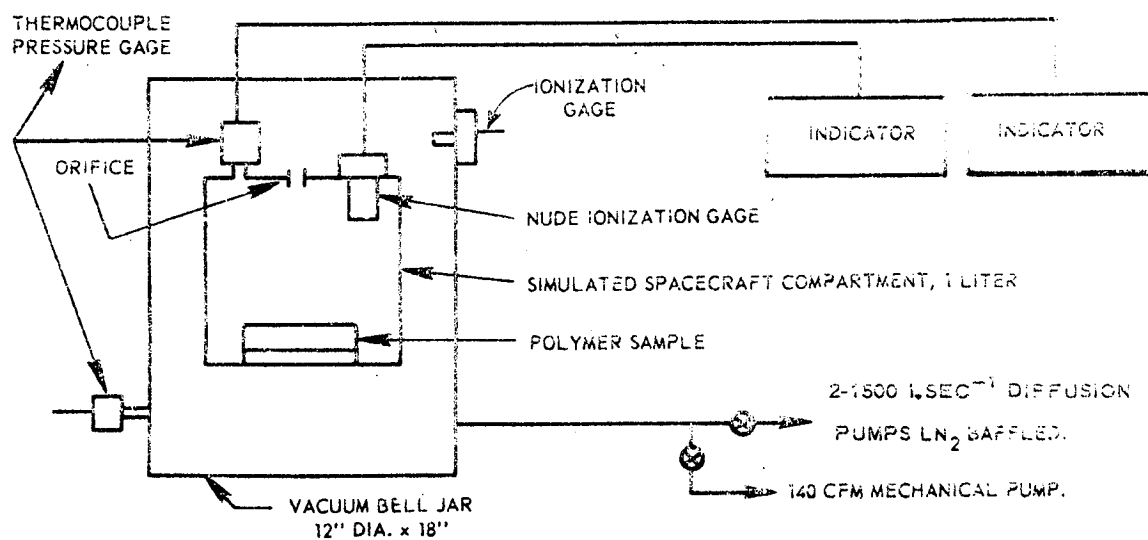 THERMOCOUPLE
PRESSURE GAGE
IONIZATION
GAGE
INDICATOR
INDICATOR
ORIFICE
NUDE IONIZATION GAGE
SIMULATED SPACECRAFT COMPARTMENT, 1 LITER
POLYMER SAMPLE
2-1500 l.SEC⁻¹ DIFFUSION
PUMPS LN₂ BAFFLED.
140 CFM MECHANICAL PUMP.
VACUUM BELL JAR
12" DIA. x 18"